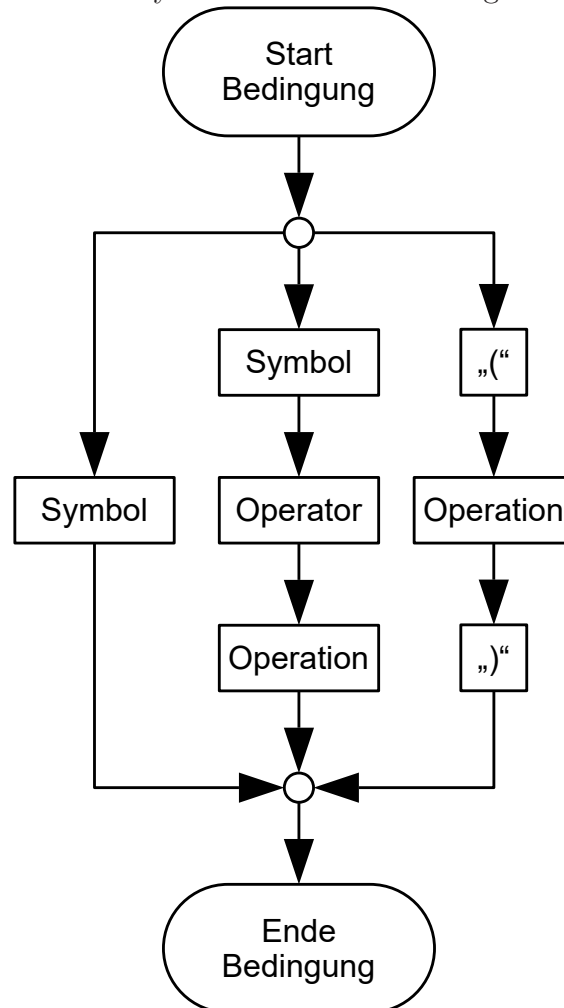 Start
Bedingung
Symbol
„(“
Symbol
Operator
Operation
Operation
„)“
Ende
Bedingung